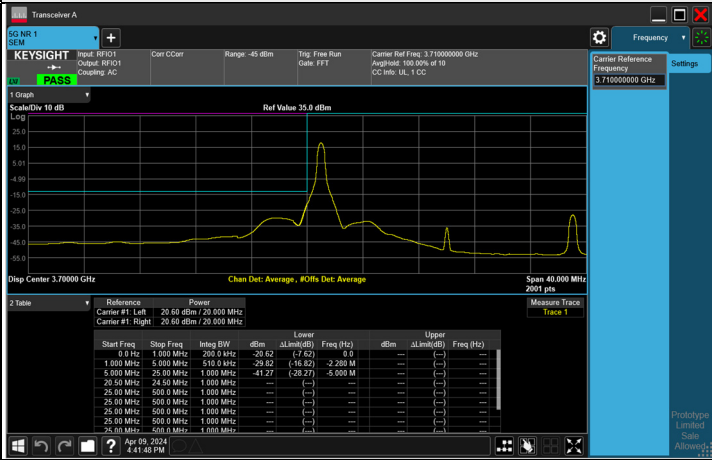 Transceiver A
5G NR 1
SEM
Frequency
KEYSIGHT
PASS
Input: RFIO1
Output: RFIO1
Coupling: AC
Corr CCorr
Range: -45 dBm
Trig: Free Run
Gate: FFT
Carrier Ref Freq: 3.710000000 GHz
Avg|Hold: 100.00% of 10
CC Info: UL, 1 CC
Carrier Reference
Frequency
3.710000000 GHz
Settings
1 Graph
Scale/Div 10 dB
Ref Value 35.0 dBm
Log
25.0
15.0
5.01
-4.99
-15.0
-25.0
-35.0
-45.0
-55.0
Disp Center 3.70000 GHz
Chan Det: Average , #Offs Det: Average
Span 40.000 MHz
2001 pts
2 Table
Reference Power
Carrier #1: Left 20.60 dBm / 20.000 MHz
Carrier #1: Right 20.60 dBm / 20.000 MHz
Measure Trace
Trace 1
Lower Upper
Start Freq Stop Freq Integ BW dBm ΔLimit(dB) Freq (Hz) dBm ΔLimit(dB) Freq (Hz)
0.0 Hz 1.000 MHz 200.0 kHz -20.62 (-7.62) 0.0 --- (---) ---
1.000 MHz 5.000 MHz 510.0 kHz -29.82 (-16.82) -2.280 M --- (---) ---
5.000 MHz 25.00 MHz 1.000 MHz -41.27 (-28.27) -5.000 M --- (---) ---
20.50 MHz 24.50 MHz 1.000 MHz --- (---) --- --- (---) ---
25.00 MHz 500.0 MHz 1.000 MHz --- (---) --- --- (---) ---
25.00 MHz 500.0 MHz 1.000 MHz --- (---) --- --- (---) ---
25.00 MHz 500.0 MHz 1.000 MHz --- (---) --- --- (---) ---
25.00 MHz 500.0 MHz 1.000 MHz --- (---) --- --- (---) ---
25.00 MHz 500.0 MHz 1.000 MHz --- (---) --- --- (---) ---
Prototype
Limited
Sale
Allowed
?
Apr 09, 2024
4:41:48 PM